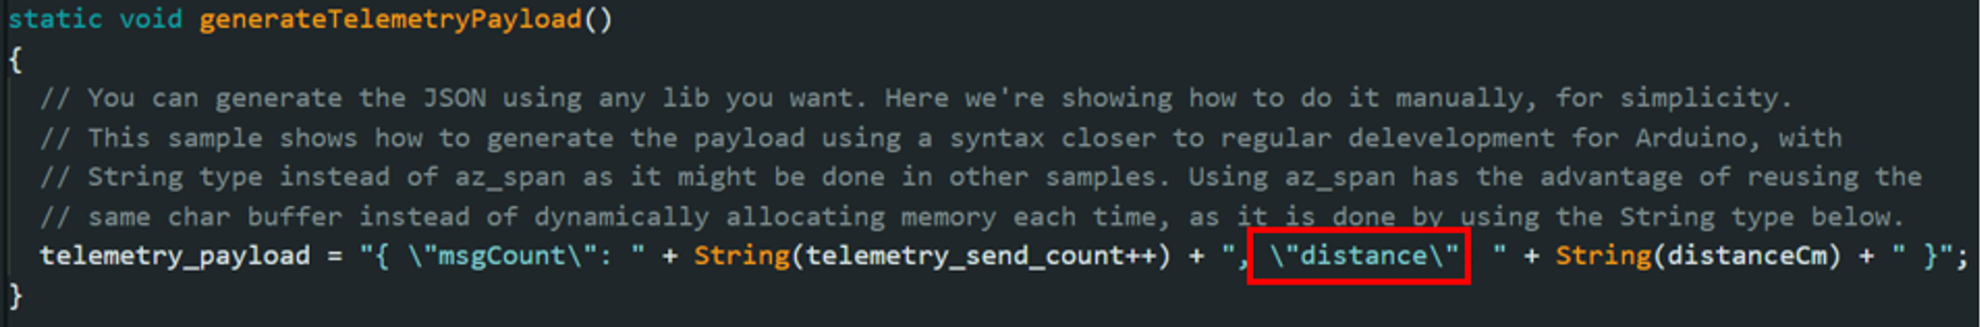 static void generateTelemetryPayload()
{
  // You can generate the JSON using any lib you want. Here we're showing how to do it manually, for simplicity.
  // This sample shows how to generate the payload using a syntax closer to regular delevelopment for Arduino, with
  // String type instead of az_span as it might be done in other samples. Using az_span has the advantage of reusing the
  // same char buffer instead of dynamically allocating memory each time, as it is done by using the String type below.
  telemetry_payload = "{ \"msgCount\": " + String(telemetry_send_count++) + ", \"distance\"  " + String(distanceCm) + " }";
}